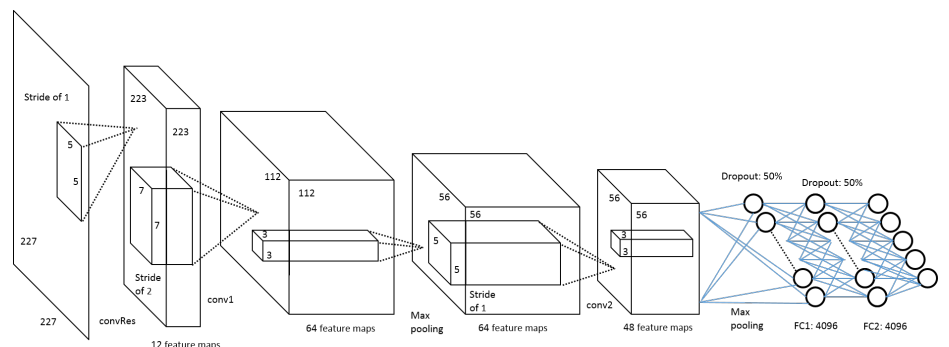 Stride of 1
5
5
227
227
convRes
223
223
7
7
Stride
of 2
12 feature maps
conv1
112
112
3
3
64 feature maps
Max
pooling
56
56
5
5
Stride
of 1
64 feature maps
conv2
56
56
3
3
48 feature maps
Max
pooling
Dropout: 50%
Dropout: 50%
FC1: 4096
FC2: 4096